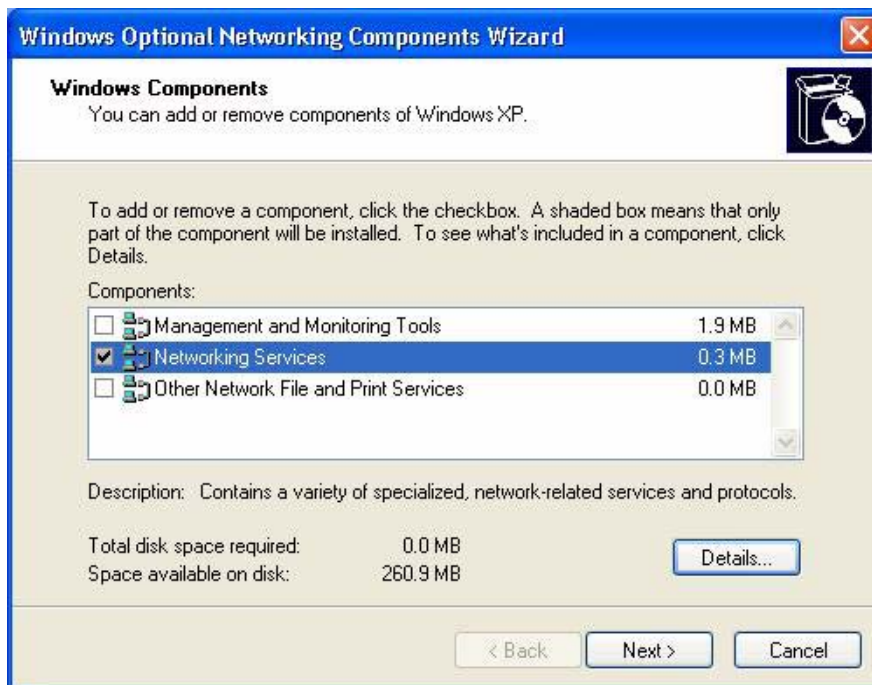 Windows Optional Networking Components Wizard
Windows Components
You can add or remove components of Windows XP.
To add or remove a component, click the checkbox. A shaded box means that only
part of the component will be installed. To see what's included in a component, click
Details.
Components:
Management and Monitoring Tools 1.9 MB
Networking Services 0.3 MB
Other Network File and Print Services 0.0 MB
Description: Contains a variety of specialized, network-related services and protocols.
Total disk space required: 0.0 MB
Space available on disk: 260.9 MB
Details...
< Back Next > Cancel